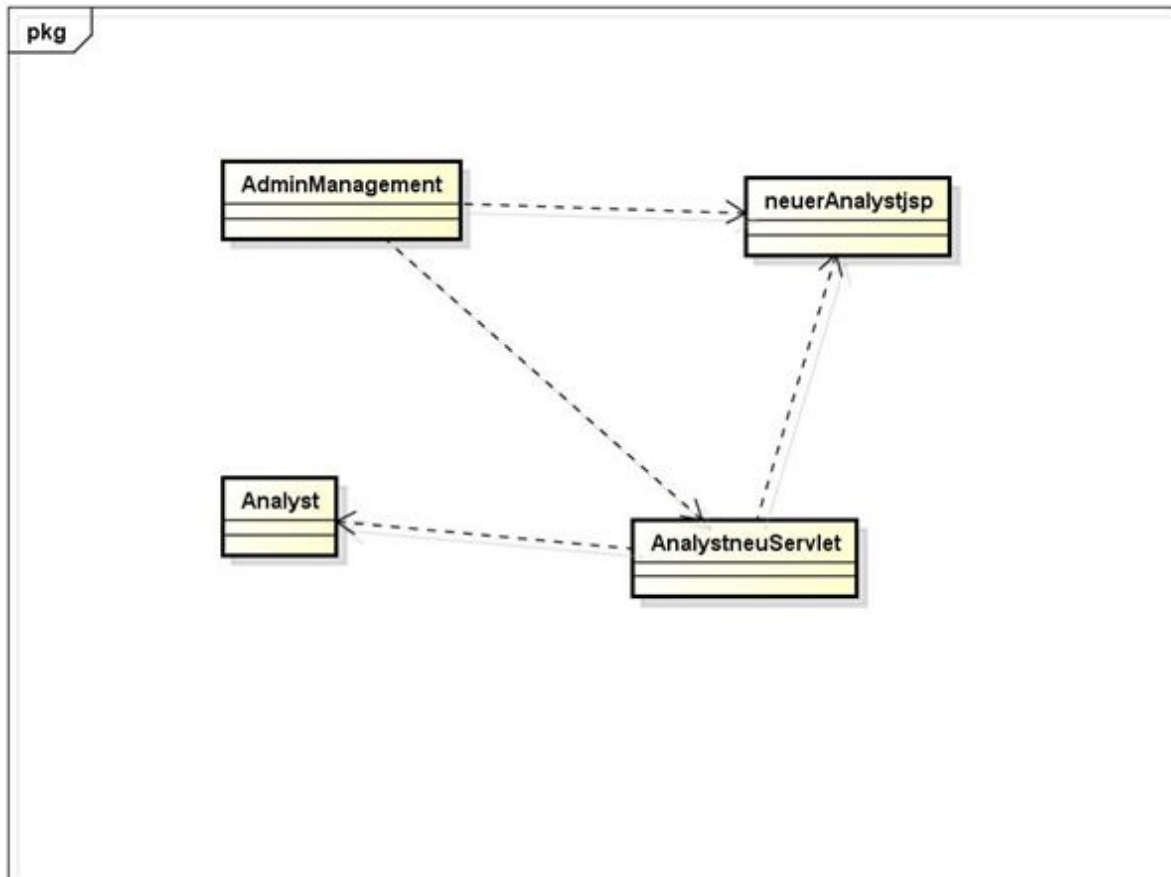 pkg
AdminManagement
neuerAnalystjsp
Analyst
AnalystneuServlet